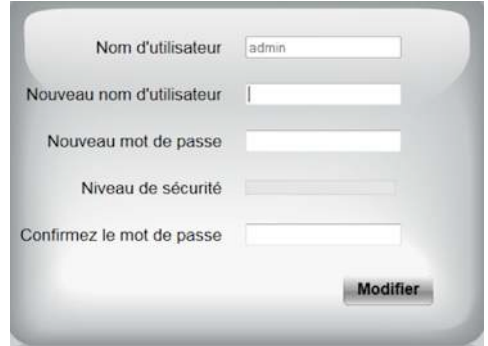 Nom d'utilisateur admin
Nouveau nom d'utilisateur
Nouveau mot de passe
Niveau de sécurité
Confirmez le mot de passe
Modifier